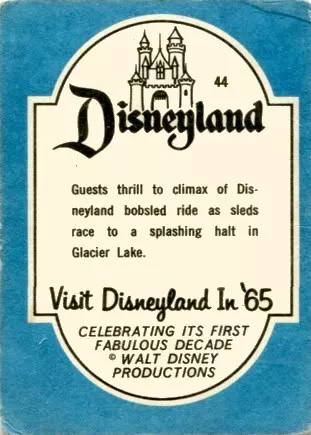 44
Disneyland
Guests thrill to climax of Dis-
neyland bobsled ride as sleds
race to a splashing halt in
Glacier Lake.
Visit Disneyland In '65
CELEBRATING ITS FIRST
FABULOUS DECADE
© WALT DISNEY
PRODUCTIONS